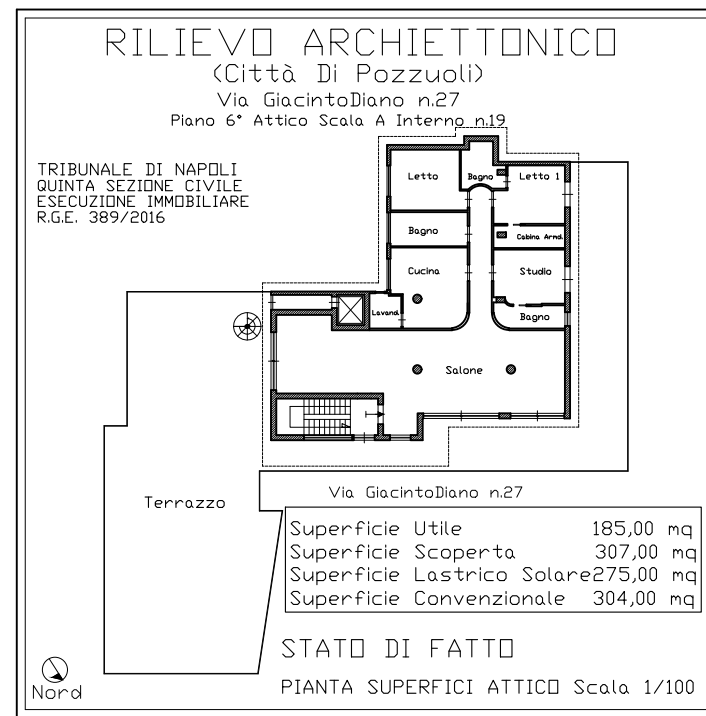 RILIEVO ARCHIETTONICO
(Città Di Pozzuoli)
Via GiacintoDiano n.27
Piano 6° Attico Scala A Interno n.19
TRIBUNALE DI NAPOLI
QUINTA SEZIONE CIVILE
ESECUZIONE IMMOBILIARE
R.G.E. 389/2016
Letto
Bagno
Letto 1
Bagno
Cabina Armd.
Cucina
Studio
Lavand.
Bagno
Salone
Terrazzo
Via GiacintoDiano n.27
Superficie Utile 185,00 mq
Superficie Scoperta 307,00 mq
Superficie Lastrico Solare275,00 mq
Superficie Convenzionale 304,00 mq
STATO DI FATTO
Nord
PIANTA SUPERFICI ATTICO Scala 1/100